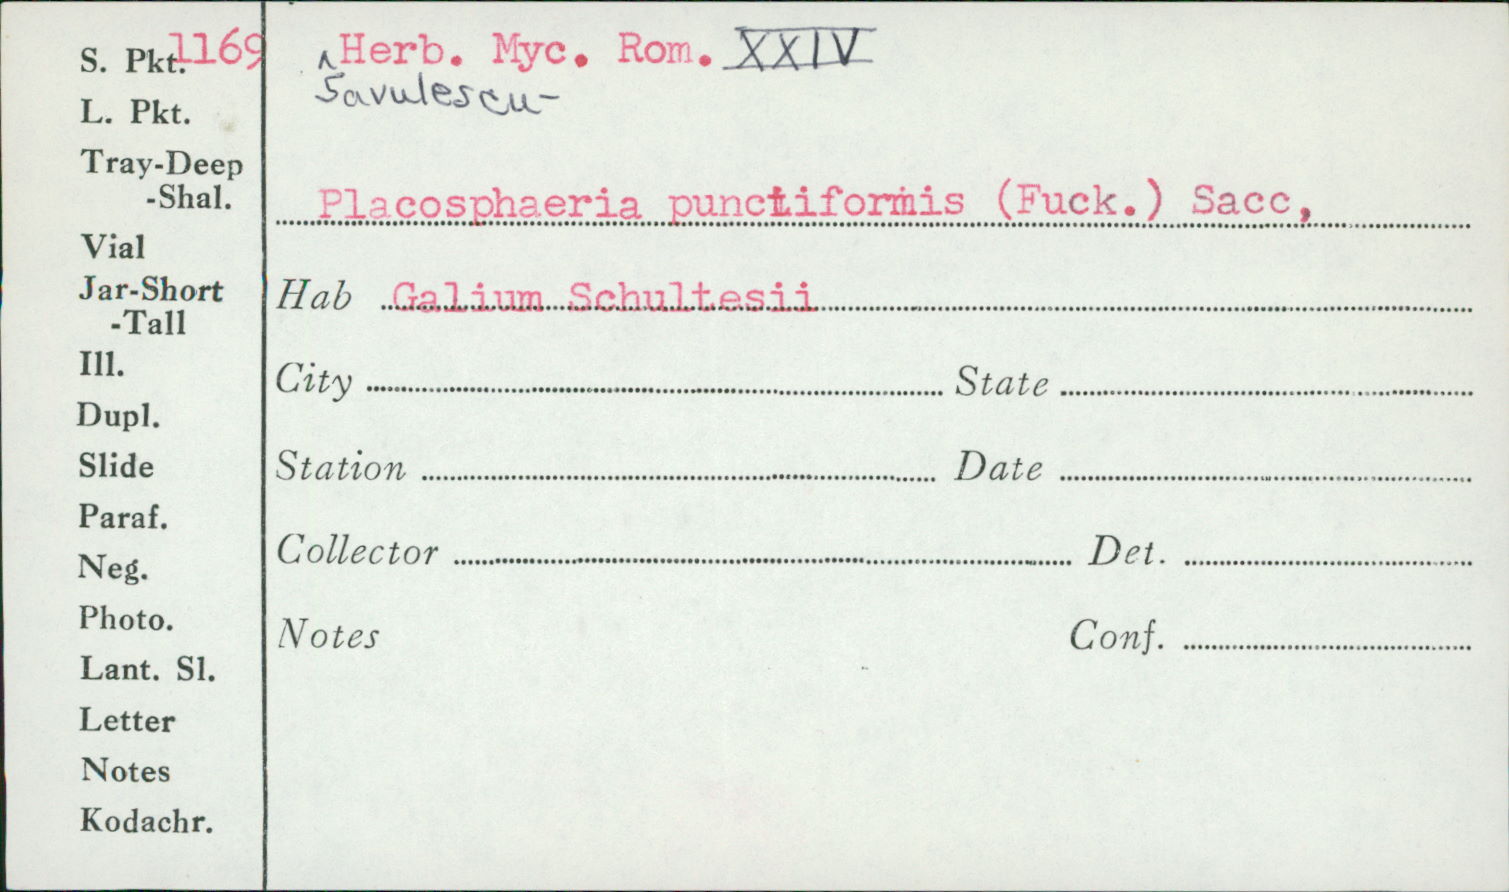 S. Pkt. 1169
L. Pkt.
Tray-Deep
-Shal.
Vial
Jar-Short
-Tall
Ill.
Dupl.
Slide
Paraf.
Neg.
Photo.
Lant. Sl.
Letter
Notes
Kodachr.
^Herb. Myc. Rom. XXIV
Savulescu-
Placosphaeria punctiformis (Fuck.) Sacc,
Hab Galium Schultesii
City State
Station Date
Collector Det.
Notes Conf.